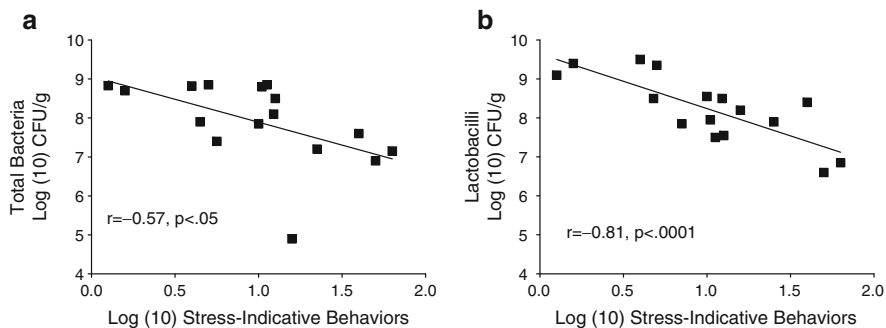 a
10
9
8
7
6
5
4
Total Bacteria
Log (10) CFU/g
r=−0.57, p<.05
0.0 0.5 1.0 1.5 2.0
Log (10) Stress-Indicative Behaviors
b
10
9
8
7
6
5
4
Lactobacilli
Log (10) CFU/g
r=−0.81, p<.0001
0.0 0.5 1.0 1.5 2.0
Log (10) Stress-Indicative Behaviors